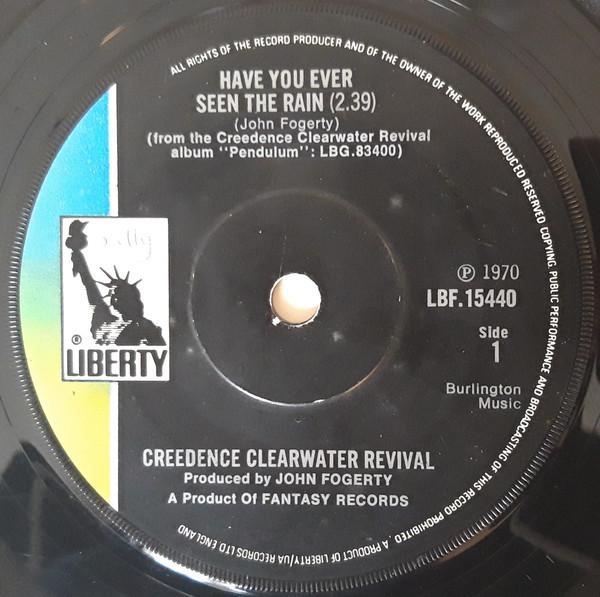 ALL RIGHTS OF THE RECORD PRODUCER AND OF THE OWNER OF THE WORK REPRODUCED RESERVED COPYING, PUBLIC PERFORMANCE AND BROADCASTING OF THIS RECORD PROHIBITED. A PRODUCT OF LIBERTY/UA RECORDS LTD ENGLAND
HAVE YOU EVER
SEEN THE RAIN (2.39)
(John Fogerty)
(from the Creedence Clearwater Revival
album "Pendulum": LBG.83400)
® LIBERTY
Ⓟ 1970
LBF.15440
Side
1
Burlington
Music
CREEDENCE CLEARWATER REVIVAL
Produced by JOHN FOGERTY
A Product Of FANTASY RECORDS